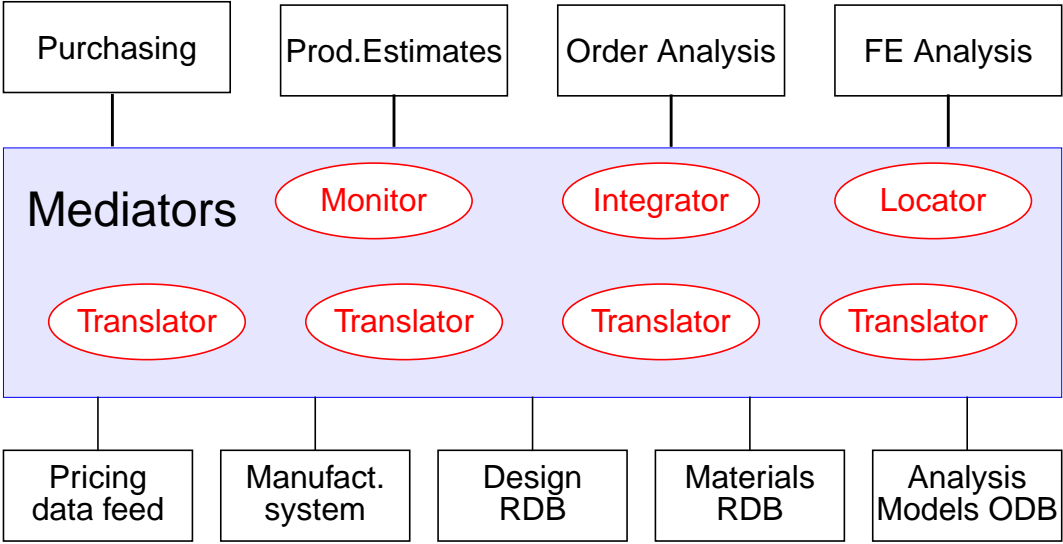 Purchasing
Prod.Estimates
Order Analysis
FE Analysis
Mediators
Monitor
Integrator
Locator
Translator
Translator
Translator
Translator
Pricing
data feed
Manufact.
system
Design
RDB
Materials
RDB
Analysis
Models ODB